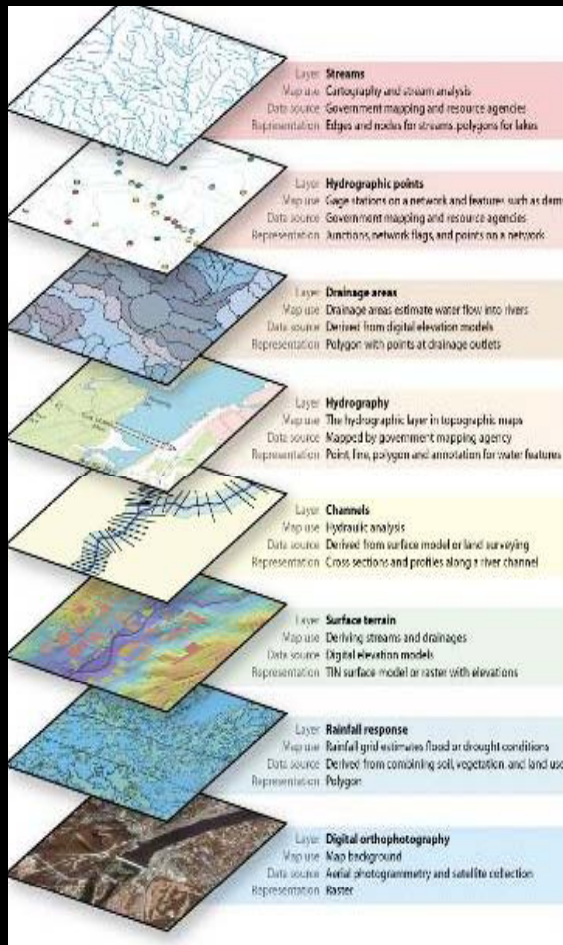 Layer Streams
Map use Cartography and stream analysis
Data source Government mapping and resource agencies
Representation Edges and nodes for streams, polygons for lakes
Layer Hydrographic points
Map use Gage stations on a network and features such as dams
Data source Government mapping and resource agencies
Representation Junctions, network flags, and points on a network
Layer Drainage areas
Map use Drainage areas estimate water flow into rivers
Data source Derived from digital elevation models
Representation Polygon with points at drainage outlets
Layer Hydrography
Map use The hydrographic layer in topographic maps
Data source Mapped by government mapping agency
Representation Point, line, polygon and annotation for water features
Layer Channels
Map use Hydraulic analysis
Data source Derived from surface model or land surveying
Representation Cross sections and profiles along a river channel
Layer Surface terrain
Map use Deriving streams and drainages
Data source Digital elevation models
Representation TIN surface model or raster with elevations
Layer Rainfall response
Map use Rainfall grid estimates flood or drought conditions
Data source Derived from combining soil, vegetation, and land use
Representation Polygon
Layer Digital orthophotography
Map use Map background
Data source Aerial photogrammetry and satellite collection
Representation Raster